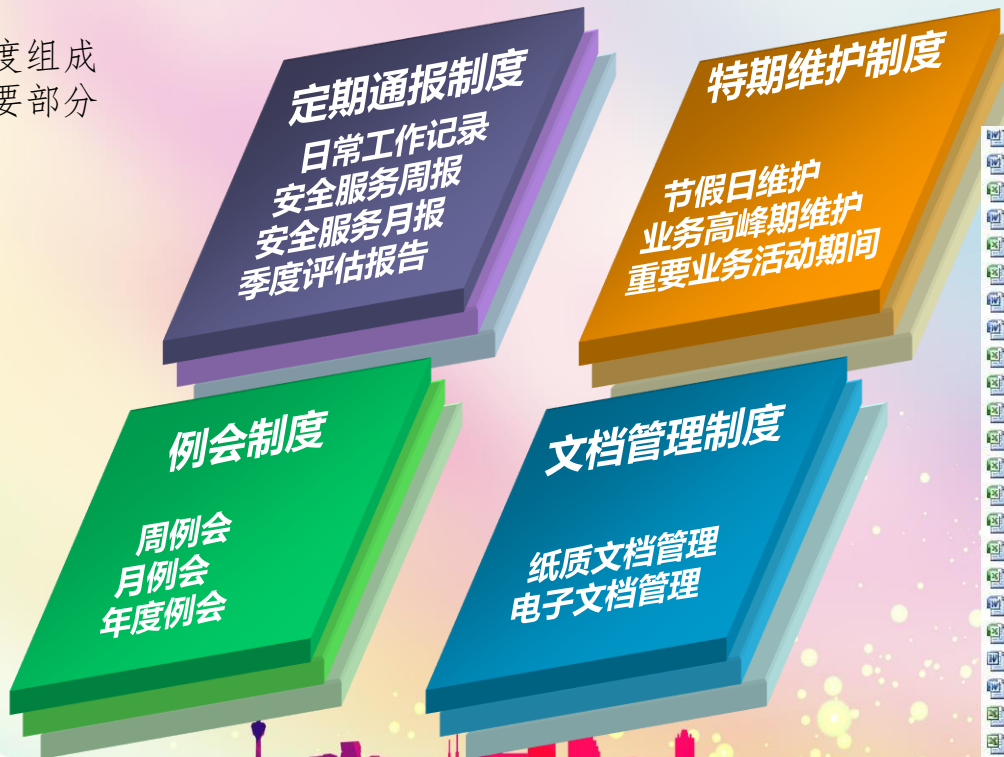 度组成
要部分
定期通报制度
日常工作记录
安全服务周报
安全服务月报
季度评估报告
特期维护制度
节假日维护
业务高峰期维护
重要业务活动期间
例会制度
周例会
月例会
年度例会
文档管理制度
纸质文档管理
电子文档管理